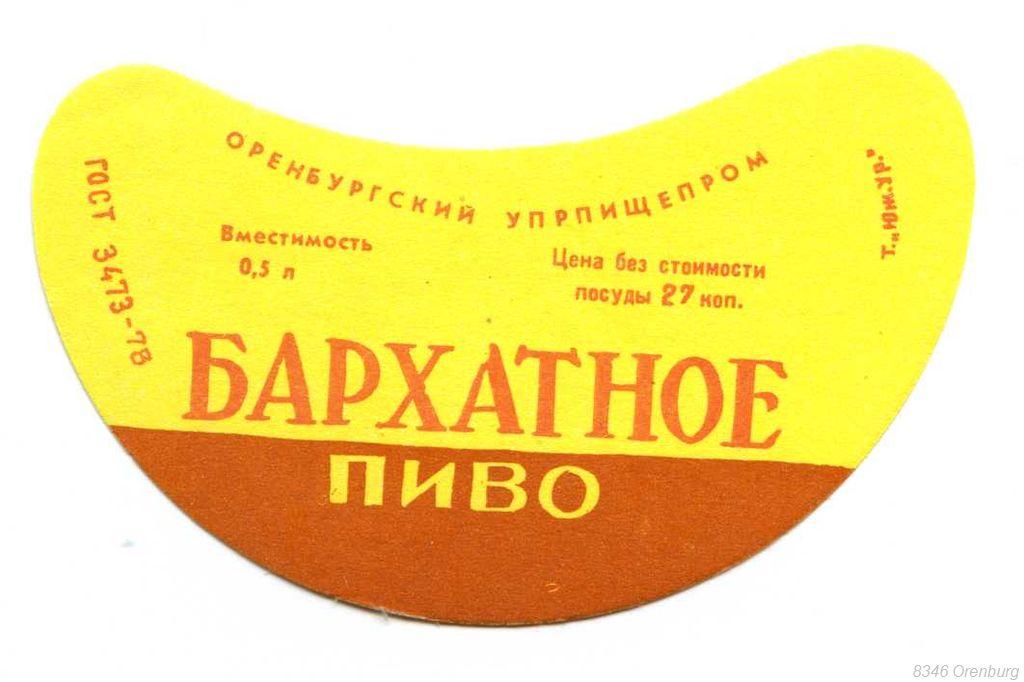 ОРЕНБУРГСКИЙ УПРПИЩЕПРОМ
ГОСТ 3473-78
Вместимость
0,5 л
Цена без стоимости
посуды 27 коп.
Т. „Юж.Ур."
БАРХАТНОЕ
ПИВО
8346 Orenburg